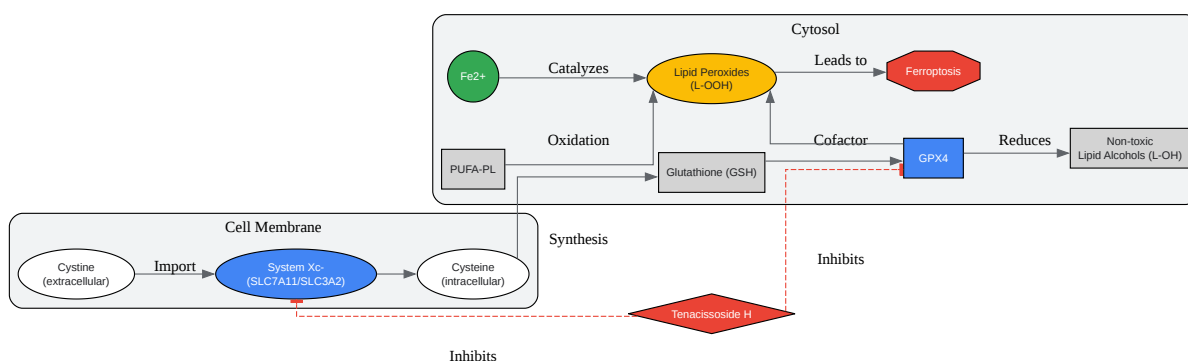 Cytosol
Fe2+
Catalyzes
Lipid Peroxides
(L-OOH)
Leads to
Ferroptosis
PUFA-PL
Oxidation
Glutathione (GSH)
Cofactor
GPX4
Reduces
Non-toxic
Lipid Alcohols (L-OH)
Cell Membrane
Synthesis
Cystine
(extracellular)
Import
System Xc-
(SLC7A11/SLC3A2)
Cysteine
(intracellular)
Inhibits
Tenacissoside H
Inhibits